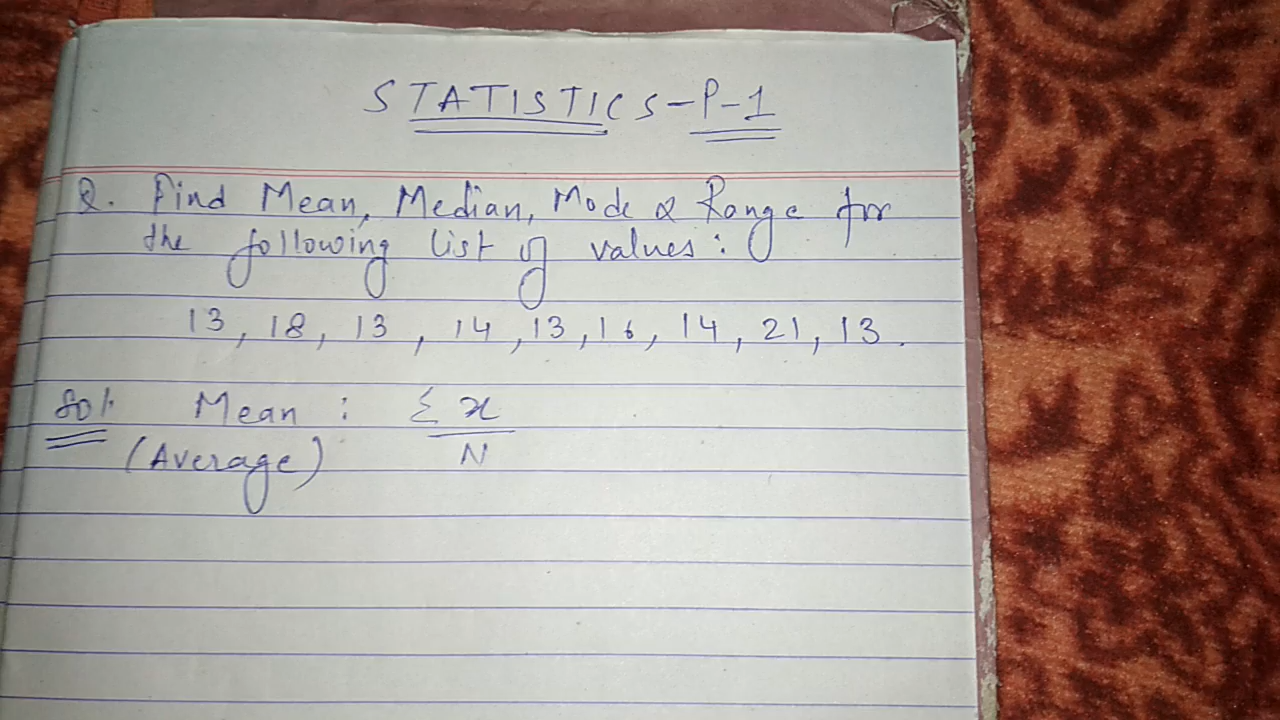 STATISTICS-P-1
Q. Find Mean, Median, Mode & Range for
the following list of values:
13, 18, 13, 14, 13, 16, 14, 21, 13.
Sol. Mean : Σx
(Average) N